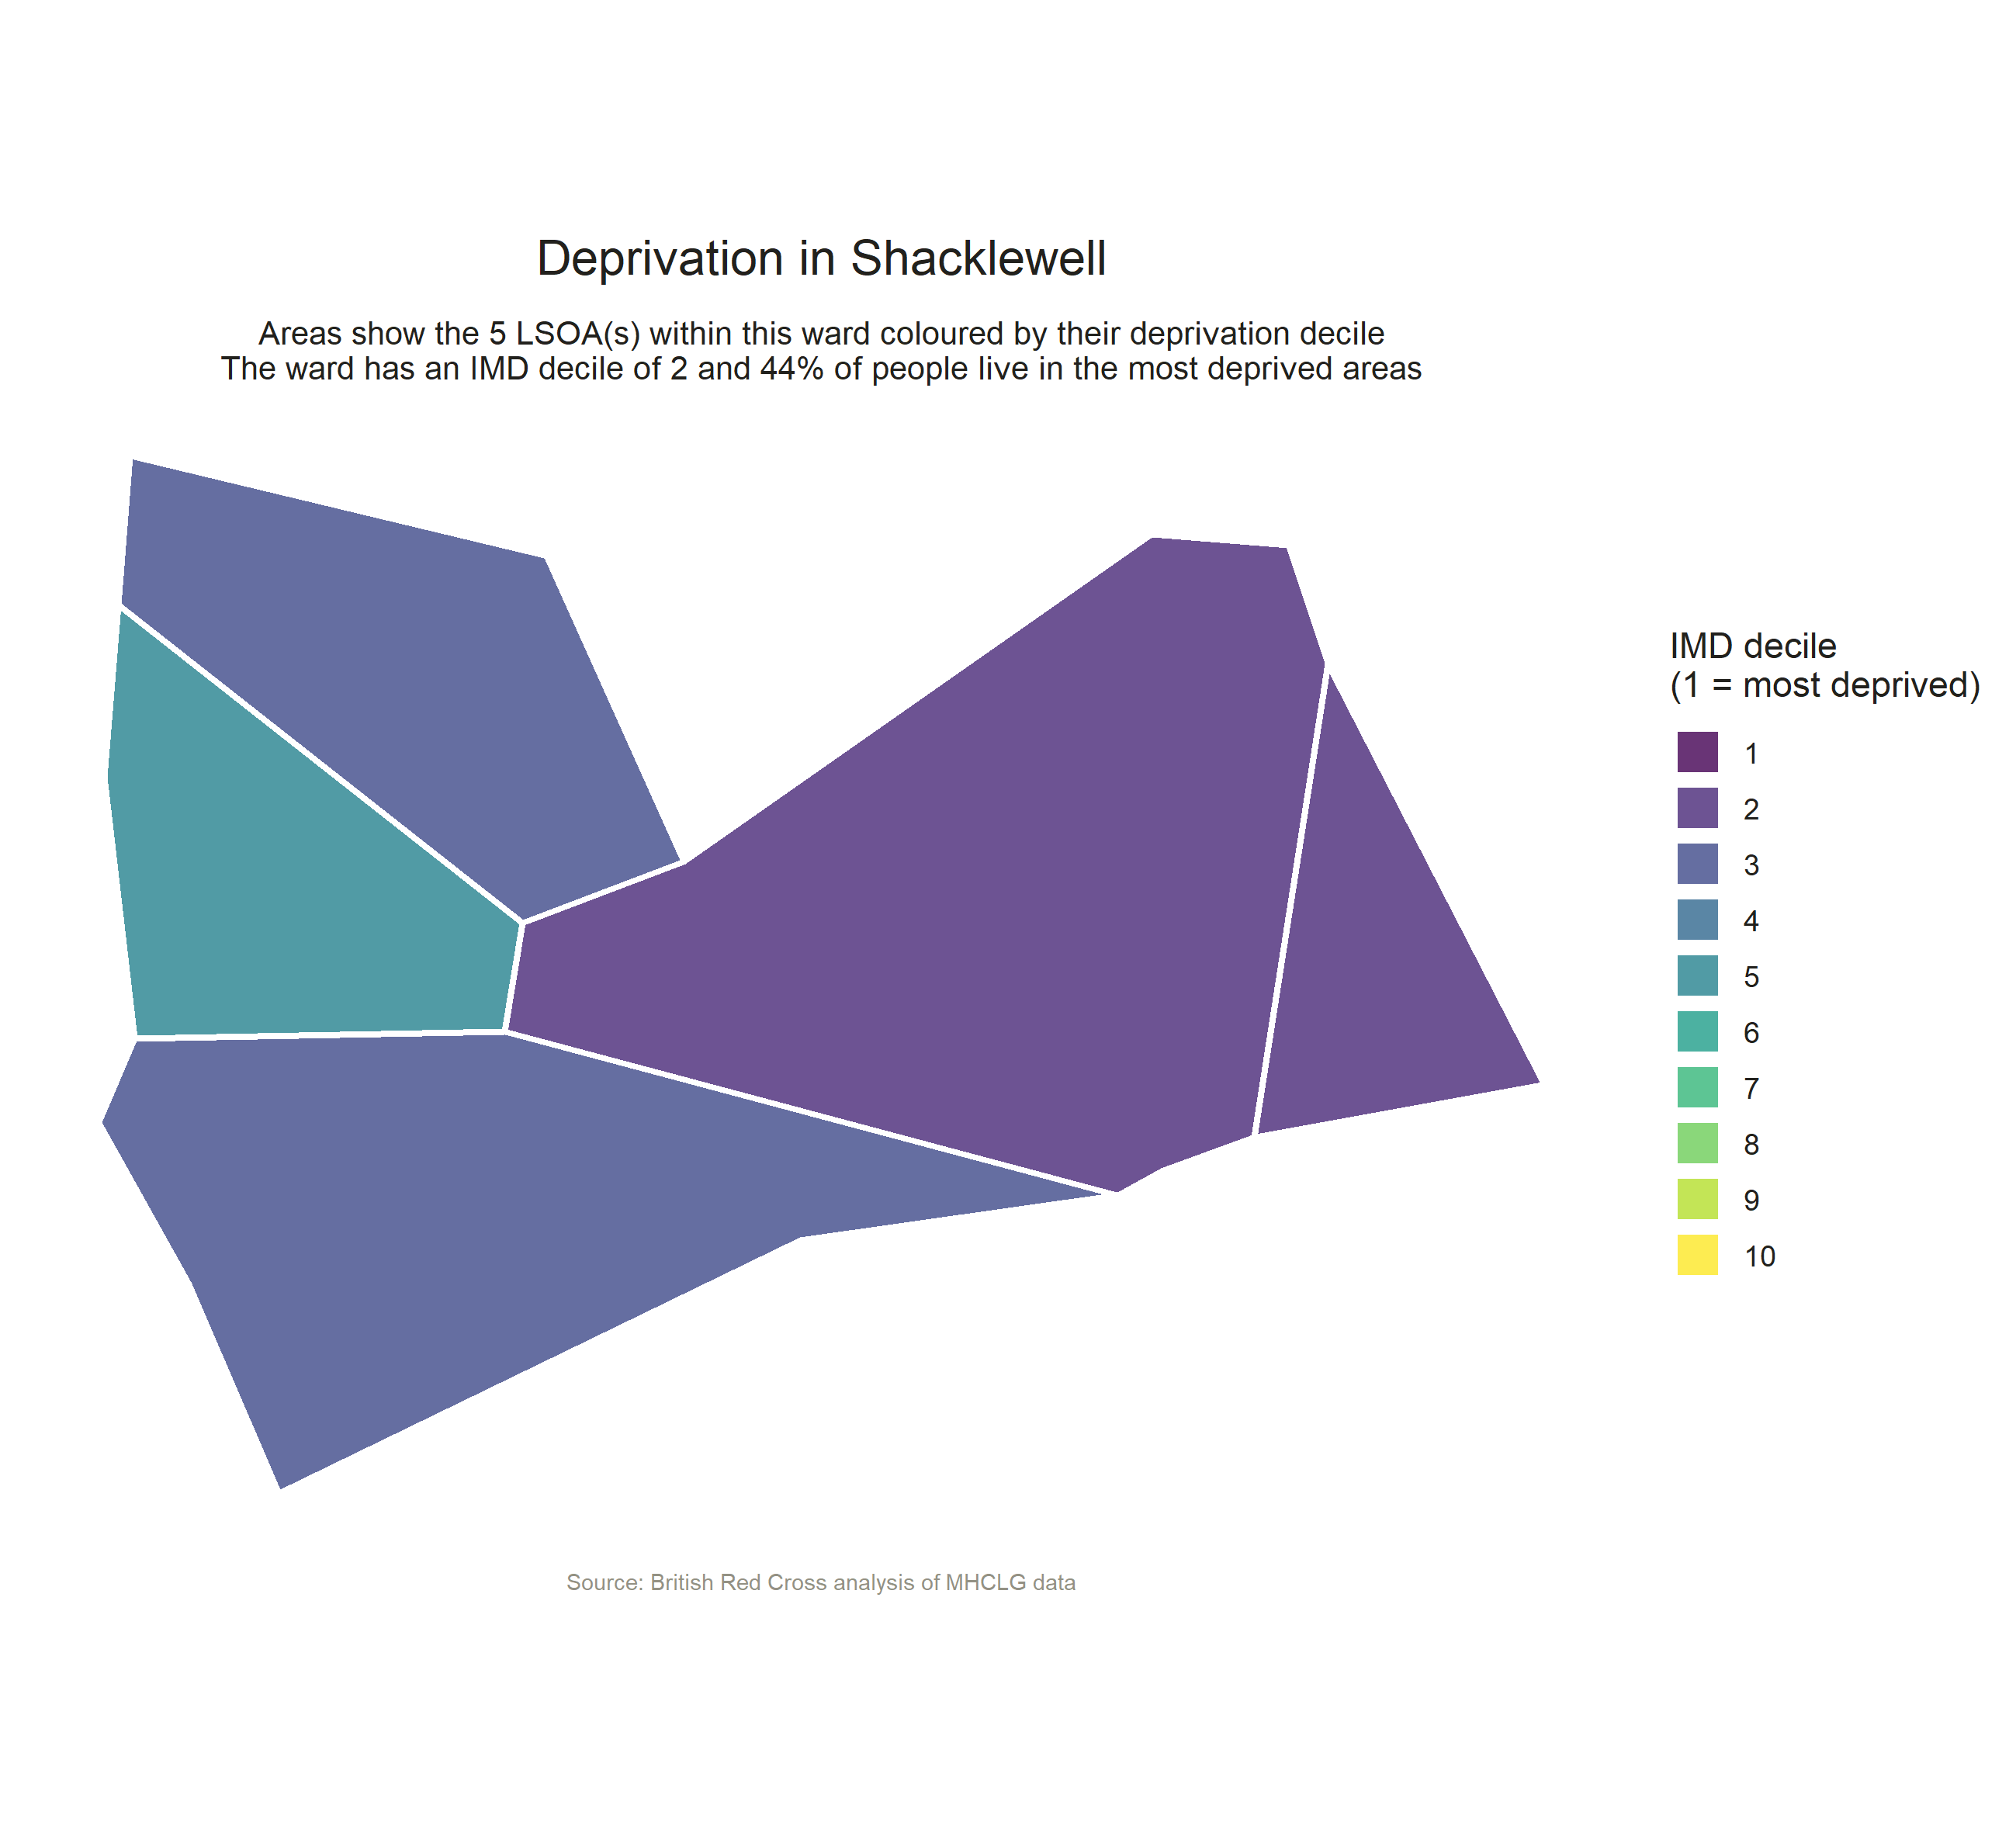 Deprivation in Shacklewell
Areas show the 5 LSOA(s) within this ward coloured by their deprivation decile
The ward has an IMD decile of 2 and 44% of people live in the most deprived areas
IMD decile
(1 = most deprived)
1
2
3
4
5
6
7
8
9
10
Source: British Red Cross analysis of MHCLG data